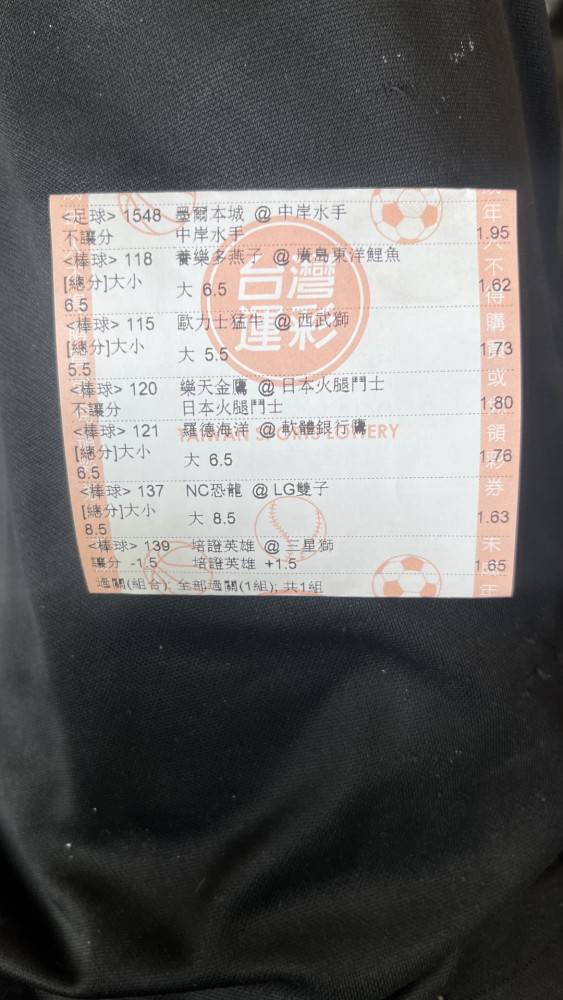 <足球> 1548 墨爾本城 @ 中岸水手
不讓分 中岸水手 1.95
<棒球> 118 養樂多燕子 @ 廣島東洋鯉魚
[總分]大小 大 6.5 1.62
6.5
<棒球> 115 歐力士猛牛 @ 西武獅
[總分]大小 大 5.5 1.73
5.5
<棒球> 120 樂天金鷹 @ 日本火腿鬥士
不讓分 日本火腿鬥士 1.80
<棒球> 121 羅德海洋 @ 軟體銀行鷹
[總分]大小 大 6.5 1.76
6.5
<棒球> 137 NC恐龍 @ LG雙子
[總分]大小 大 8.5 1.63
8.5
<棒球> 139 培證英雄 @ 三星獅
讓分 -1.5 培證英雄 +1.5 1.65
過關(組合): 全部過關(1組); 共1組
台灣運彩
TAIWAN SPORTS LOTTERY